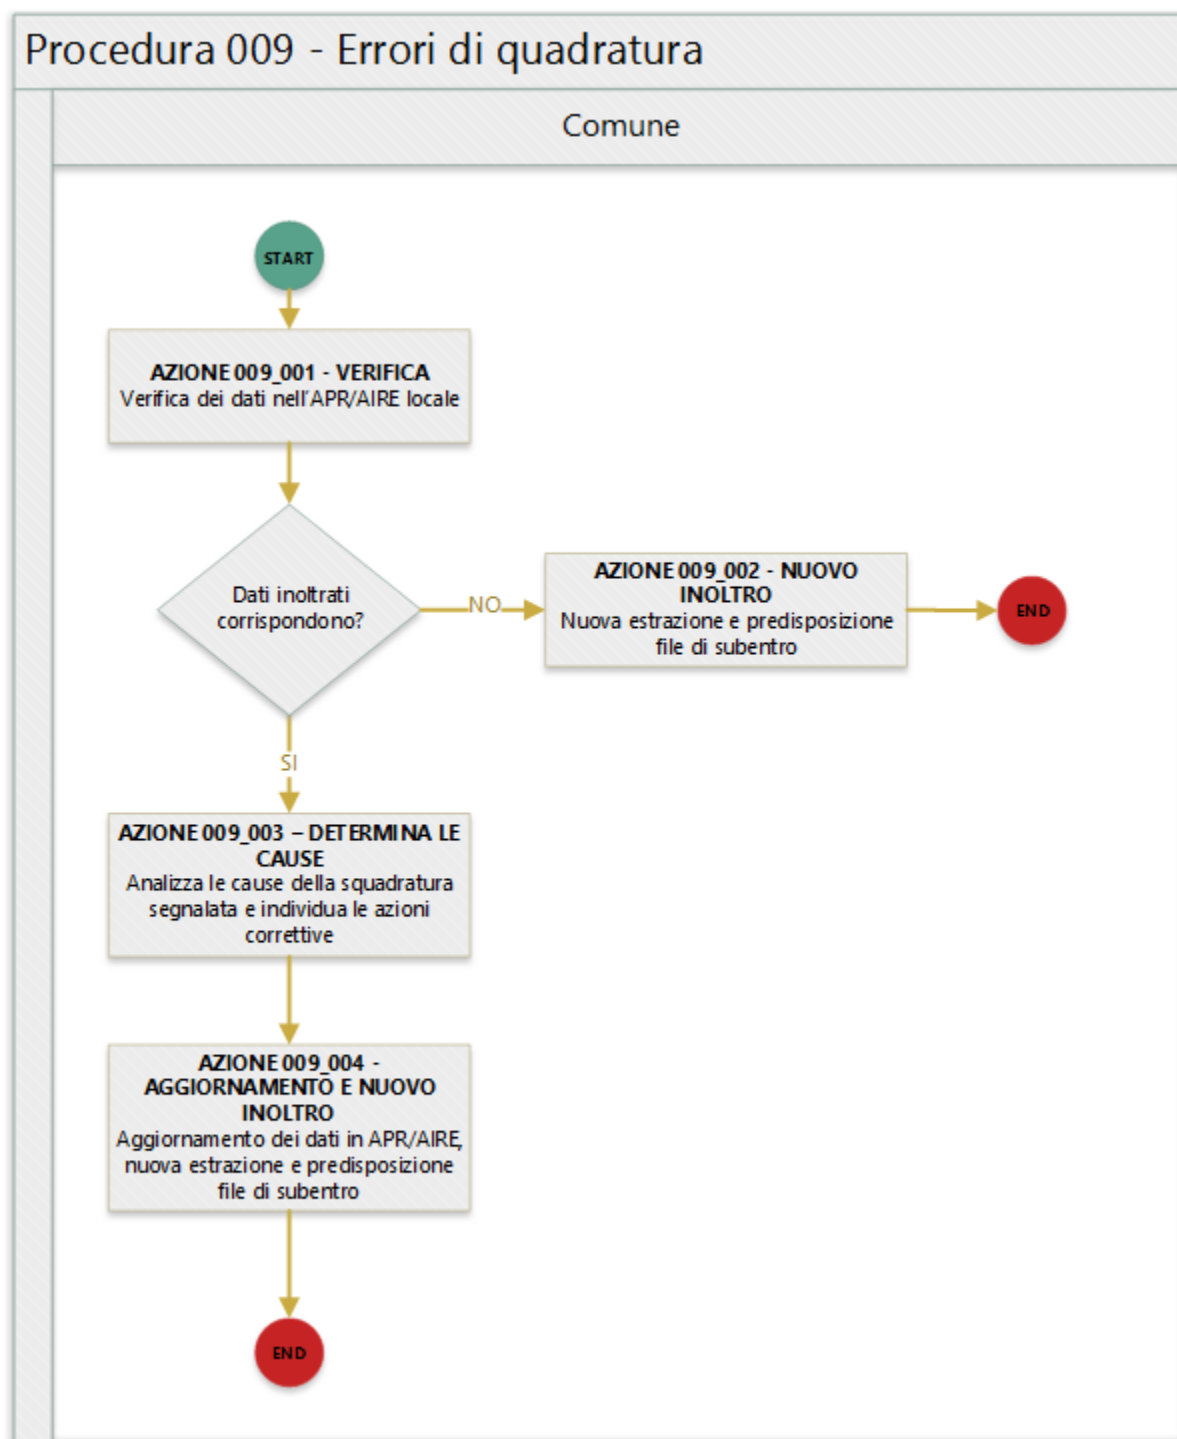 Procedura 009 - Errori di quadratura
Comune
START
AZIONE 009_001 - VERIFICA
Verifica dei dati nell'APR/AIRE locale
Dati inoltrati
corrispondono?
NO
AZIONE 009_002 - NUOVO
INOLTRO
Nuova estrazione e predisposizione
file di subentro
END
SI
AZIONE 009_003 – DETERMINA LE
CAUSE
Analizza le cause della squadratura
segnalata e individua le azioni
correttive
AZIONE 009_004 -
AGGIORNAMENTO E NUOVO
INOLTRO
Aggiornamento dei dati in APR/AIRE,
nuova estrazione e predisposizione
file di subentro
END